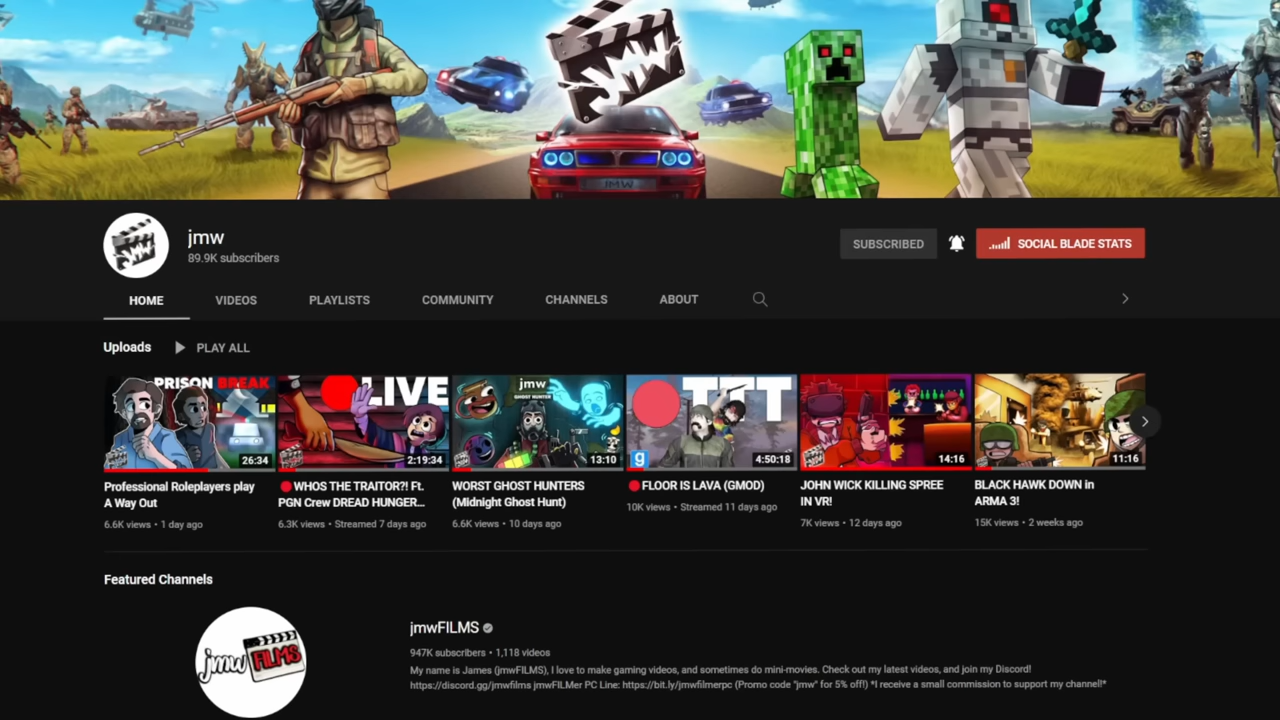 JMW
jmw
89.9K subscribers
SUBSCRIBED
SOCIAL BLADE STATS
HOME
VIDEOS
PLAYLISTS
COMMUNITY
CHANNELS
ABOUT
Uploads
PLAY ALL
PRISON BREAK
26:34
LIVE
2:19:34
jmw
GHOST HUNTER
13:10
TTT
g
4:50:18
14:16
11:16
Professional Roleplayers play
A Way Out
6.6K views • 1 day ago
WHOS THE TRAITOR?! Ft.
PGN Crew DREAD HUNGER...
6.3K views • Streamed 7 days ago
WORST GHOST HUNTERS
(Midnight Ghost Hunt)
6.6K views • 10 days ago
FLOOR IS LAVA (GMOD)
10K views • Streamed 11 days ago
JOHN WICK KILLING SPREE
IN VR!
7K views • 12 days ago
BLACK HAWK DOWN in
ARMA 3!
15K views • 2 weeks ago
Featured Channels
jmw FILMS
jmwFILMS
947K subscribers • 1,118 videos
My name is James (jmwFILMS), I love to make gaming videos, and sometimes do mini-movies. Check out my latest videos, and join my Discord!
https://discord.gg/jmwfilms jmwFILMer PC Line: https://bit.ly/jmwfilmerpc (Promo code "jmw" for 5% off!) *I receive a small commission to support my channel!*